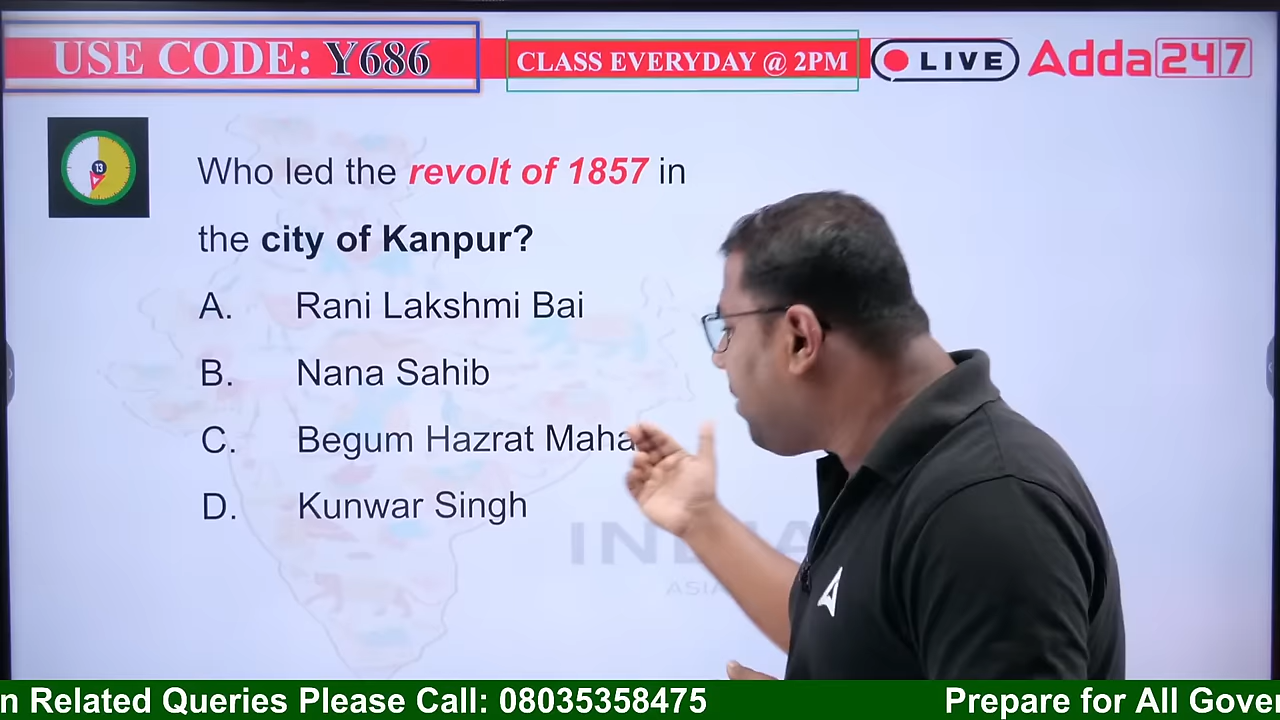 USE CODE: Y686
CLASS EVERYDAY @ 2PM
LIVE
Adda247
13
Who led the revolt of 1857 in
the city of Kanpur?
A. Rani Lakshmi Bai
B. Nana Sahib
C. Begum Hazrat Maha
D. Kunwar Singh
n Related Queries Please Call: 08035358475
Prepare for All Gover